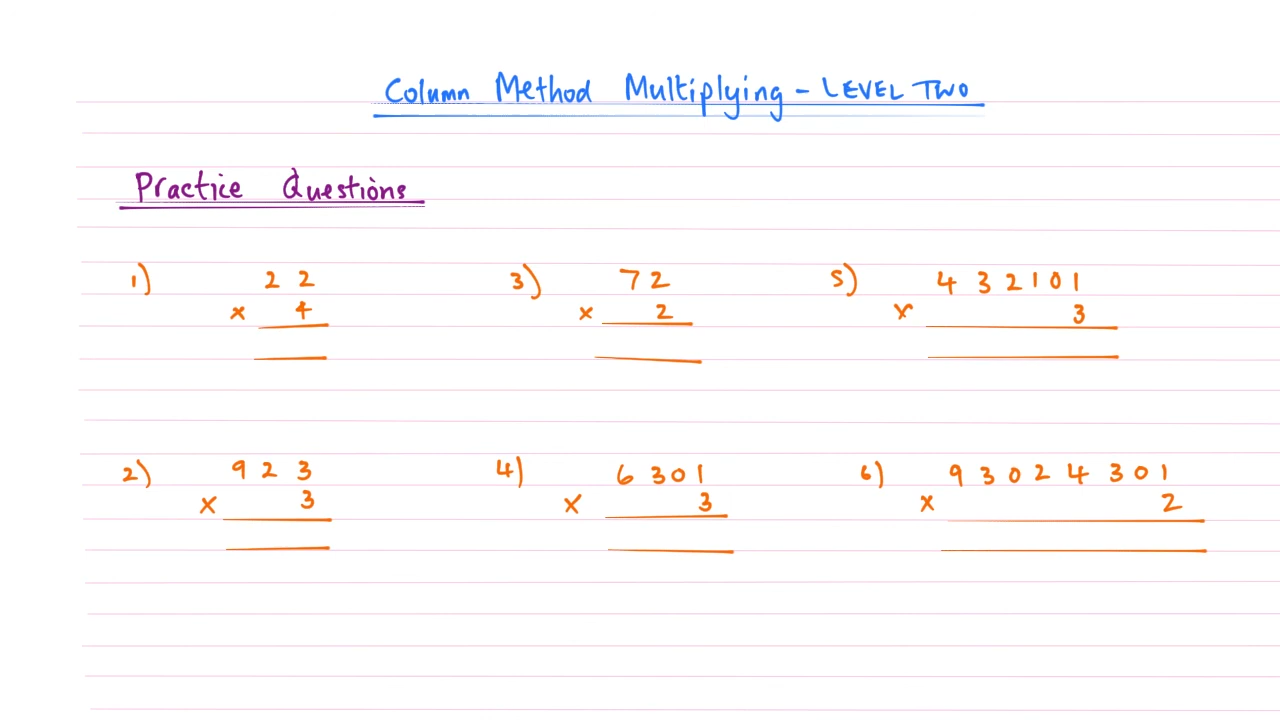 Column Method Multiplying - LEVEL TWO
Practice Questions
1) 22 3) 72 5) 432101
x 4 x 2 x 3
2) 923 4) 6301 6) 93024301
x 3 x 3 x 2